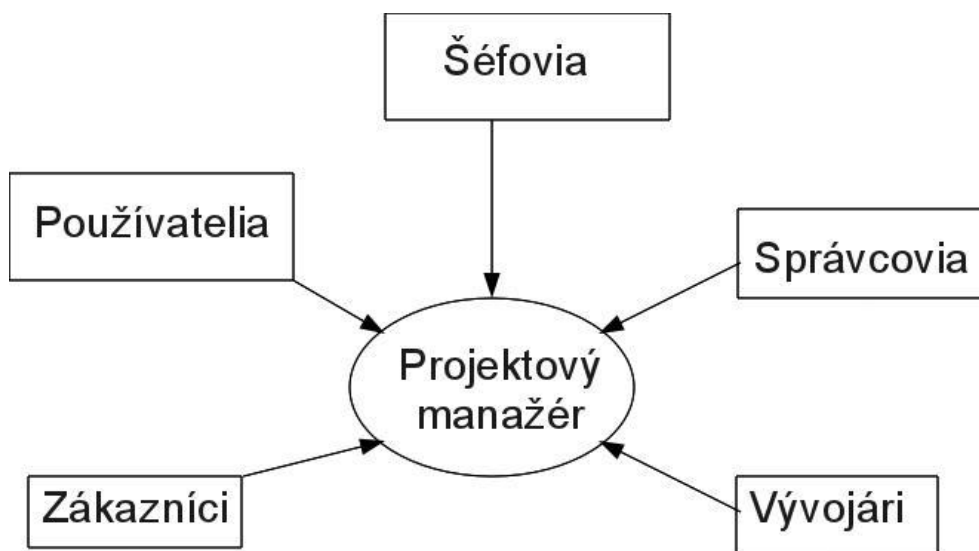 Šéfovia
Používatelia
Správcovia
Projektový
manažér
Zákazníci
Vývojári